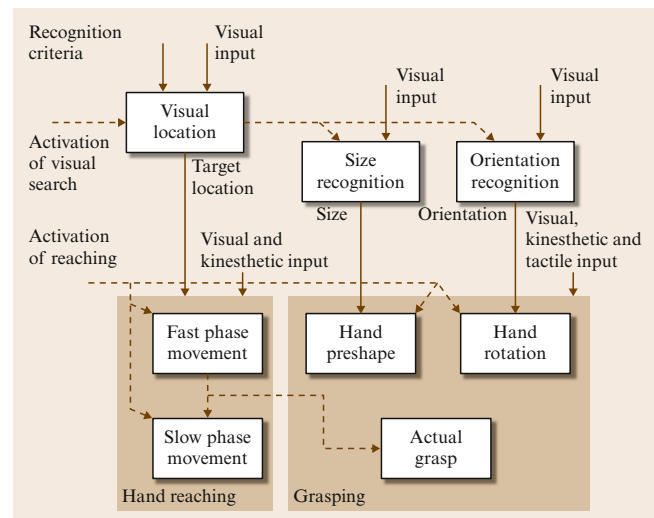 Recognition
criteria
Visual
input
Visual
input
Visual
input
Visual
location
Activation
of visual
search
Target
location
Size
recognition
Orientation
recognition
Size
Orientation
Visual,
kinesthetic and
tactile input
Activation
of reaching
Visual and
kinesthetic input
Fast phase
movement
Hand
preshape
Hand
rotation
Slow phase
movement
Actual
grasp
Hand reaching
Grasping